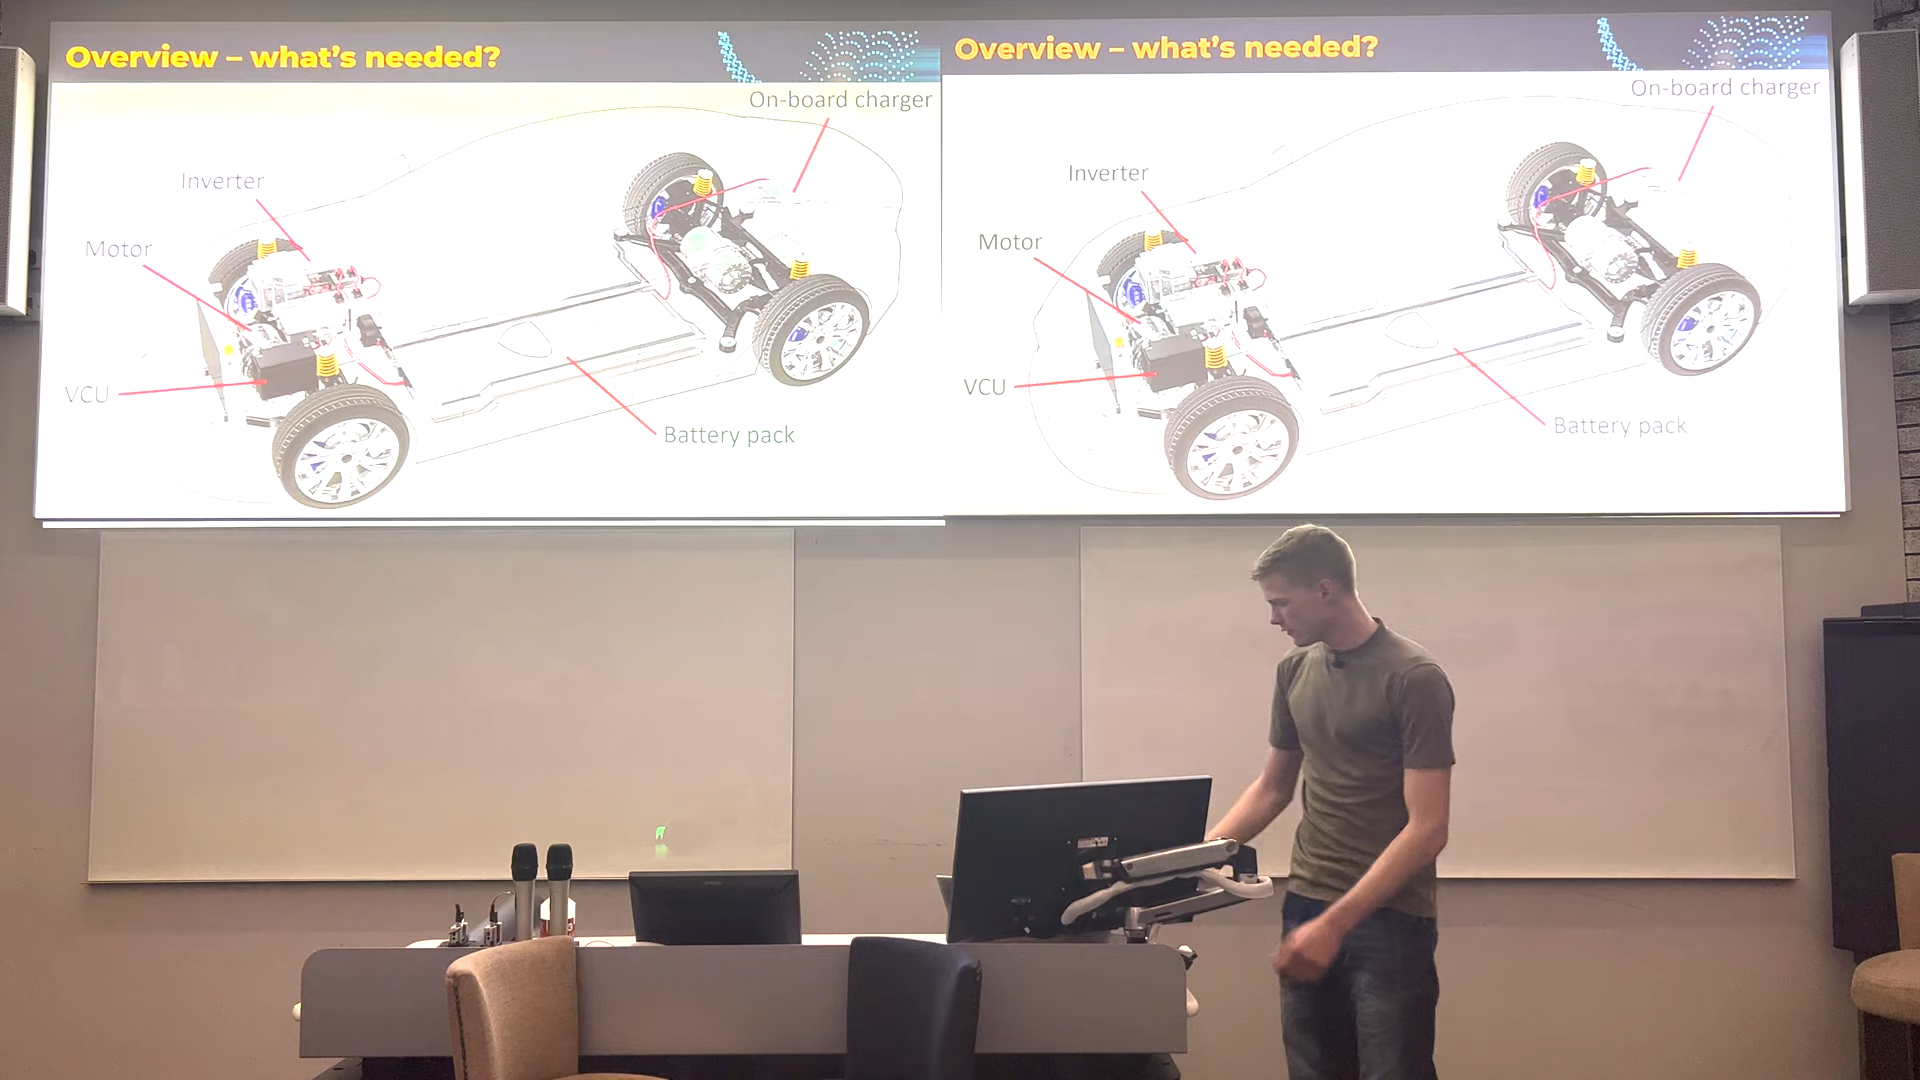 Overview – what's needed?
On-board charger
Inverter
Motor
VCU
Battery pack
Overview – what's needed?
On-board charger
Inverter
Motor
VCU
Battery pack